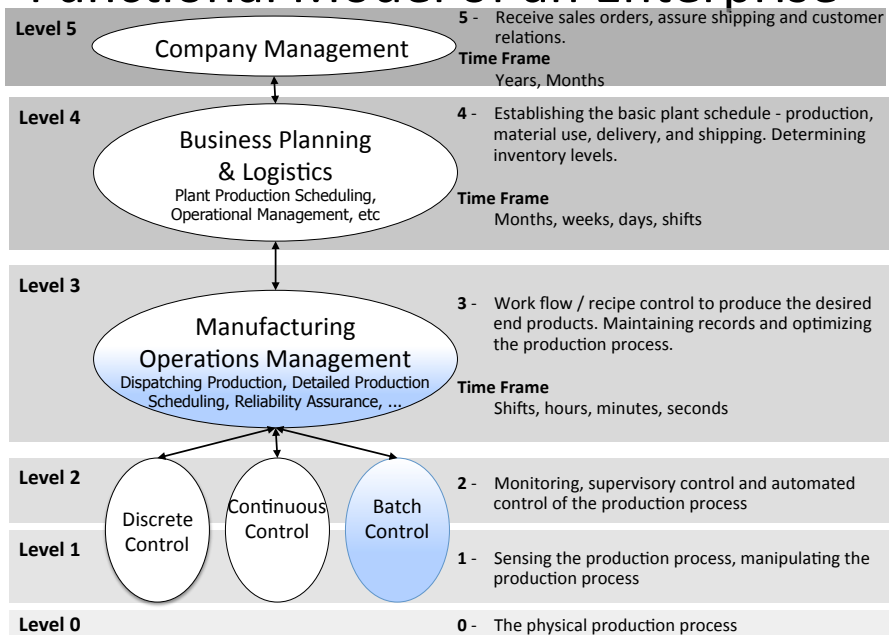 Functional Model of an Enterprise
Level 5
Company Management
5 - Receive sales orders, assure shipping and customer
relations.
Time Frame
Years, Months
Level 4
Business Planning
& Logistics
Plant Production Scheduling,
Operational Management, etc
4 - Establishing the basic plant schedule - production,
material use, delivery, and shipping. Determining
inventory levels.
Time Frame
Months, weeks, days, shifts
Level 3
Manufacturing
Operations Management
Dispatching Production, Detailed Production
Scheduling, Reliability Assurance, ...
3 - Work flow / recipe control to produce the desired
end products. Maintaining records and optimizing
the production process.
Time Frame
Shifts, hours, minutes, seconds
Level 2
Discrete
Control
Continuous
Control
Batch
Control
2 - Monitoring, supervisory control and automated
control of the production process
Level 1
1 - Sensing the production process, manipulating the
production process
Level 0
0 - The physical production process